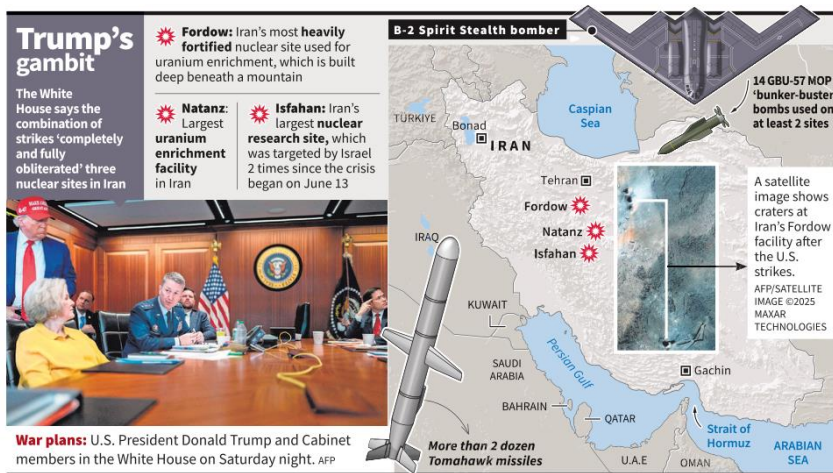 Trump's
gambit
The White
House says the
combination of
strikes ‘completely
and fully
obliterated’ three
nuclear sites in Iran
Fordow: Iran's most heavily
fortified nuclear site used for
uranium enrichment, which is built
deep beneath a mountain
Natanz:
Largest
uranium
enrichment
facility
in Iran
Isfahan: Iran's
largest nuclear
research site, which
was targeted by Israel
2 times since the crisis
began on June 13
War plans: U.S. President Donald Trump and Cabinet
members in the White House on Saturday night. AFP
B-2 Spirit Stealth bomber
14 GBU-57 MOP
‘bunker-buster’
bombs used on
at least 2 sites
Caspian
Sea
TÜRKIYE
Bonad
IRAN
Tehran
Fordow
Natanz
Isfahan
IRAQ
A satellite
image shows
craters at
Iran's Fordow
facility after
the U.S.
strikes.
AFP/SATELLITE
IMAGE ©2025
MAXAR
TECHNOLOGIES
KUWAIT
SAUDI
ARABIA
Persian Gulf
Gachin
BAHRAIN
QATAR
Strait of
Hormuz
U.A.E
OMAN
ARABIAN
SEA
More than 2 dozen
Tomahawk missiles